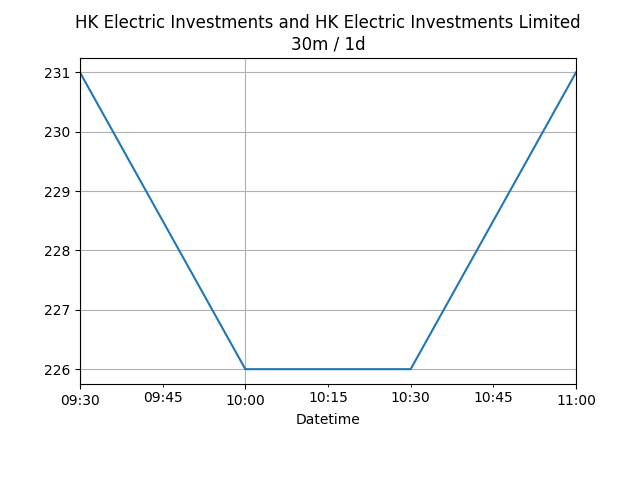 HK Electric Investments and HK Electric Investments Limited
30m / 1d
231
230
229
228
227
226
09:30 09:45 10:00 10:15 10:30 10:45 11:00
Datetime